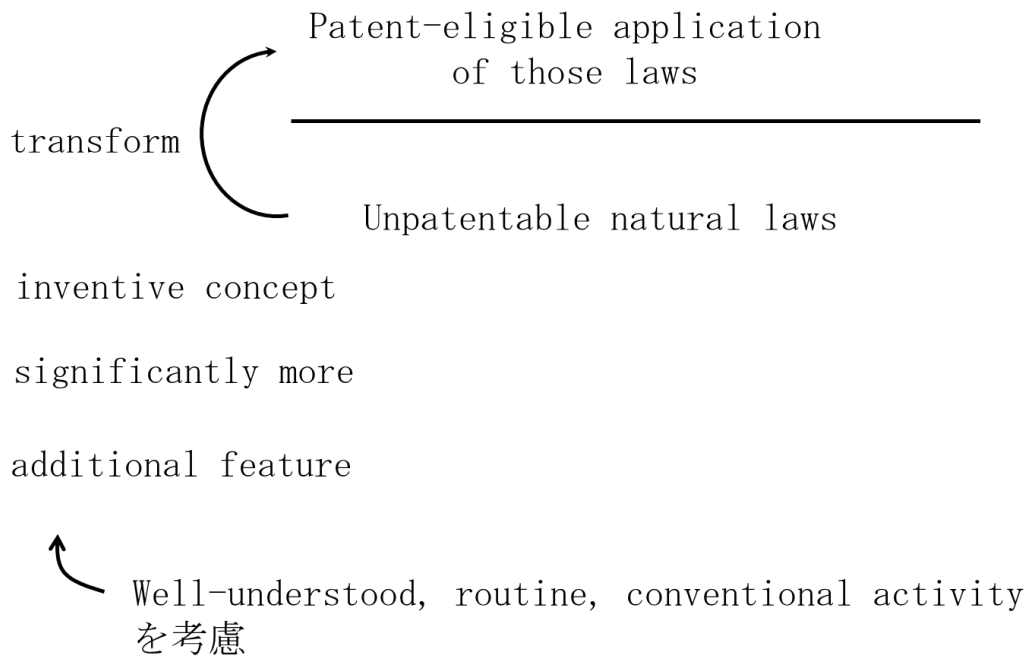 Patent-eligible application
of those laws
transform
Unpatentable natural laws
inventive concept
significantly more
additional feature
Well-understood, routine, conventional activity
を考慮